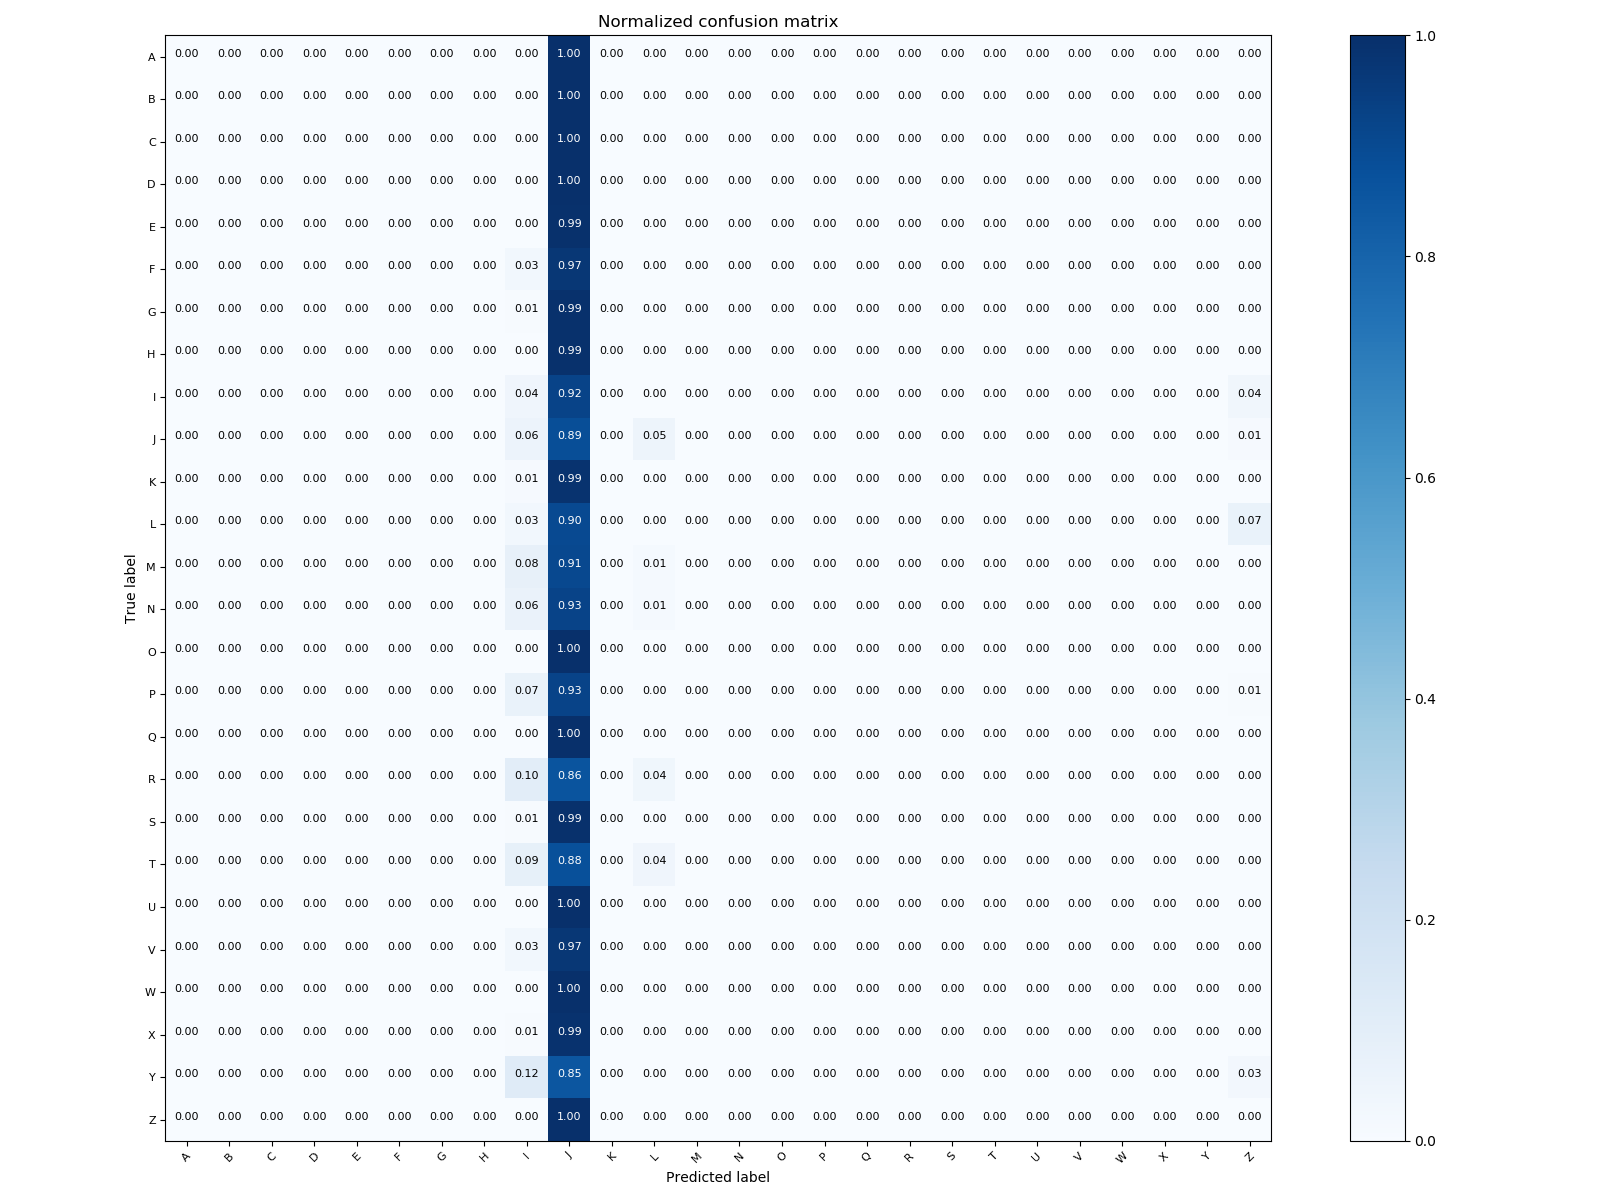 Normalized confusion matrix
A 0.00 0.00 0.00 0.00 0.00 0.00 0.00 0.00 0.00 1.00 0.00 0.00 0.00 0.00 0.00 0.00 0.00 0.00 0.00 0.00 0.00 0.00 0.00 0.00 0.00 0.00
B 0.00 0.00 0.00 0.00 0.00 0.00 0.00 0.00 0.00 1.00 0.00 0.00 0.00 0.00 0.00 0.00 0.00 0.00 0.00 0.00 0.00 0.00 0.00 0.00 0.00 0.00
C 0.00 0.00 0.00 0.00 0.00 0.00 0.00 0.00 0.00 1.00 0.00 0.00 0.00 0.00 0.00 0.00 0.00 0.00 0.00 0.00 0.00 0.00 0.00 0.00 0.00 0.00
D 0.00 0.00 0.00 0.00 0.00 0.00 0.00 0.00 0.00 1.00 0.00 0.00 0.00 0.00 0.00 0.00 0.00 0.00 0.00 0.00 0.00 0.00 0.00 0.00 0.00 0.00
E 0.00 0.00 0.00 0.00 0.00 0.00 0.00 0.00 0.00 0.99 0.00 0.00 0.00 0.00 0.00 0.00 0.00 0.00 0.00 0.00 0.00 0.00 0.00 0.00 0.00 0.00
F 0.00 0.00 0.00 0.00 0.00 0.00 0.00 0.00 0.03 0.97 0.00 0.00 0.00 0.00 0.00 0.00 0.00 0.00 0.00 0.00 0.00 0.00 0.00 0.00 0.00 0.00
G 0.00 0.00 0.00 0.00 0.00 0.00 0.00 0.00 0.01 0.99 0.00 0.00 0.00 0.00 0.00 0.00 0.00 0.00 0.00 0.00 0.00 0.00 0.00 0.00 0.00 0.00
H 0.00 0.00 0.00 0.00 0.00 0.00 0.00 0.00 0.00 0.99 0.00 0.00 0.00 0.00 0.00 0.00 0.00 0.00 0.00 0.00 0.00 0.00 0.00 0.00 0.00 0.00
I 0.00 0.00 0.00 0.00 0.00 0.00 0.00 0.00 0.04 0.92 0.00 0.00 0.00 0.00 0.00 0.00 0.00 0.00 0.00 0.00 0.00 0.00 0.00 0.00 0.00 0.04
J 0.00 0.00 0.00 0.00 0.00 0.00 0.00 0.00 0.06 0.89 0.00 0.05 0.00 0.00 0.00 0.00 0.00 0.00 0.00 0.00 0.00 0.00 0.00 0.00 0.00 0.01
K 0.00 0.00 0.00 0.00 0.00 0.00 0.00 0.00 0.01 0.99 0.00 0.00 0.00 0.00 0.00 0.00 0.00 0.00 0.00 0.00 0.00 0.00 0.00 0.00 0.00 0.00
L 0.00 0.00 0.00 0.00 0.00 0.00 0.00 0.00 0.03 0.90 0.00 0.00 0.00 0.00 0.00 0.00 0.00 0.00 0.00 0.00 0.00 0.00 0.00 0.00 0.00 0.07
M 0.00 0.00 0.00 0.00 0.00 0.00 0.00 0.00 0.08 0.91 0.00 0.01 0.00 0.00 0.00 0.00 0.00 0.00 0.00 0.00 0.00 0.00 0.00 0.00 0.00 0.00
N 0.00 0.00 0.00 0.00 0.00 0.00 0.00 0.00 0.06 0.93 0.00 0.01 0.00 0.00 0.00 0.00 0.00 0.00 0.00 0.00 0.00 0.00 0.00 0.00 0.00 0.00
O 0.00 0.00 0.00 0.00 0.00 0.00 0.00 0.00 0.00 1.00 0.00 0.00 0.00 0.00 0.00 0.00 0.00 0.00 0.00 0.00 0.00 0.00 0.00 0.00 0.00 0.00
P 0.00 0.00 0.00 0.00 0.00 0.00 0.00 0.00 0.07 0.93 0.00 0.00 0.00 0.00 0.00 0.00 0.00 0.00 0.00 0.00 0.00 0.00 0.00 0.00 0.00 0.01
Q 0.00 0.00 0.00 0.00 0.00 0.00 0.00 0.00 0.00 1.00 0.00 0.00 0.00 0.00 0.00 0.00 0.00 0.00 0.00 0.00 0.00 0.00 0.00 0.00 0.00 0.00
R 0.00 0.00 0.00 0.00 0.00 0.00 0.00 0.00 0.10 0.86 0.00 0.04 0.00 0.00 0.00 0.00 0.00 0.00 0.00 0.00 0.00 0.00 0.00 0.00 0.00 0.00
S 0.00 0.00 0.00 0.00 0.00 0.00 0.00 0.00 0.01 0.99 0.00 0.00 0.00 0.00 0.00 0.00 0.00 0.00 0.00 0.00 0.00 0.00 0.00 0.00 0.00 0.00
T 0.00 0.00 0.00 0.00 0.00 0.00 0.00 0.00 0.09 0.88 0.00 0.04 0.00 0.00 0.00 0.00 0.00 0.00 0.00 0.00 0.00 0.00 0.00 0.00 0.00 0.00
U 0.00 0.00 0.00 0.00 0.00 0.00 0.00 0.00 0.00 1.00 0.00 0.00 0.00 0.00 0.00 0.00 0.00 0.00 0.00 0.00 0.00 0.00 0.00 0.00 0.00 0.00
V 0.00 0.00 0.00 0.00 0.00 0.00 0.00 0.00 0.03 0.97 0.00 0.00 0.00 0.00 0.00 0.00 0.00 0.00 0.00 0.00 0.00 0.00 0.00 0.00 0.00 0.00
W 0.00 0.00 0.00 0.00 0.00 0.00 0.00 0.00 0.00 1.00 0.00 0.00 0.00 0.00 0.00 0.00 0.00 0.00 0.00 0.00 0.00 0.00 0.00 0.00 0.00 0.00
X 0.00 0.00 0.00 0.00 0.00 0.00 0.00 0.00 0.01 0.99 0.00 0.00 0.00 0.00 0.00 0.00 0.00 0.00 0.00 0.00 0.00 0.00 0.00 0.00 0.00 0.00
Y 0.00 0.00 0.00 0.00 0.00 0.00 0.00 0.00 0.12 0.85 0.00 0.00 0.00 0.00 0.00 0.00 0.00 0.00 0.00 0.00 0.00 0.00 0.00 0.00 0.00 0.03
Z 0.00 0.00 0.00 0.00 0.00 0.00 0.00 0.00 0.00 1.00 0.00 0.00 0.00 0.00 0.00 0.00 0.00 0.00 0.00 0.00 0.00 0.00 0.00 0.00 0.00 0.00
A B C D E F G H I J K L M N O P Q R S T U V W X Y Z
Predicted label
True label
1.0
0.8
0.6
0.4
0.2
0.0